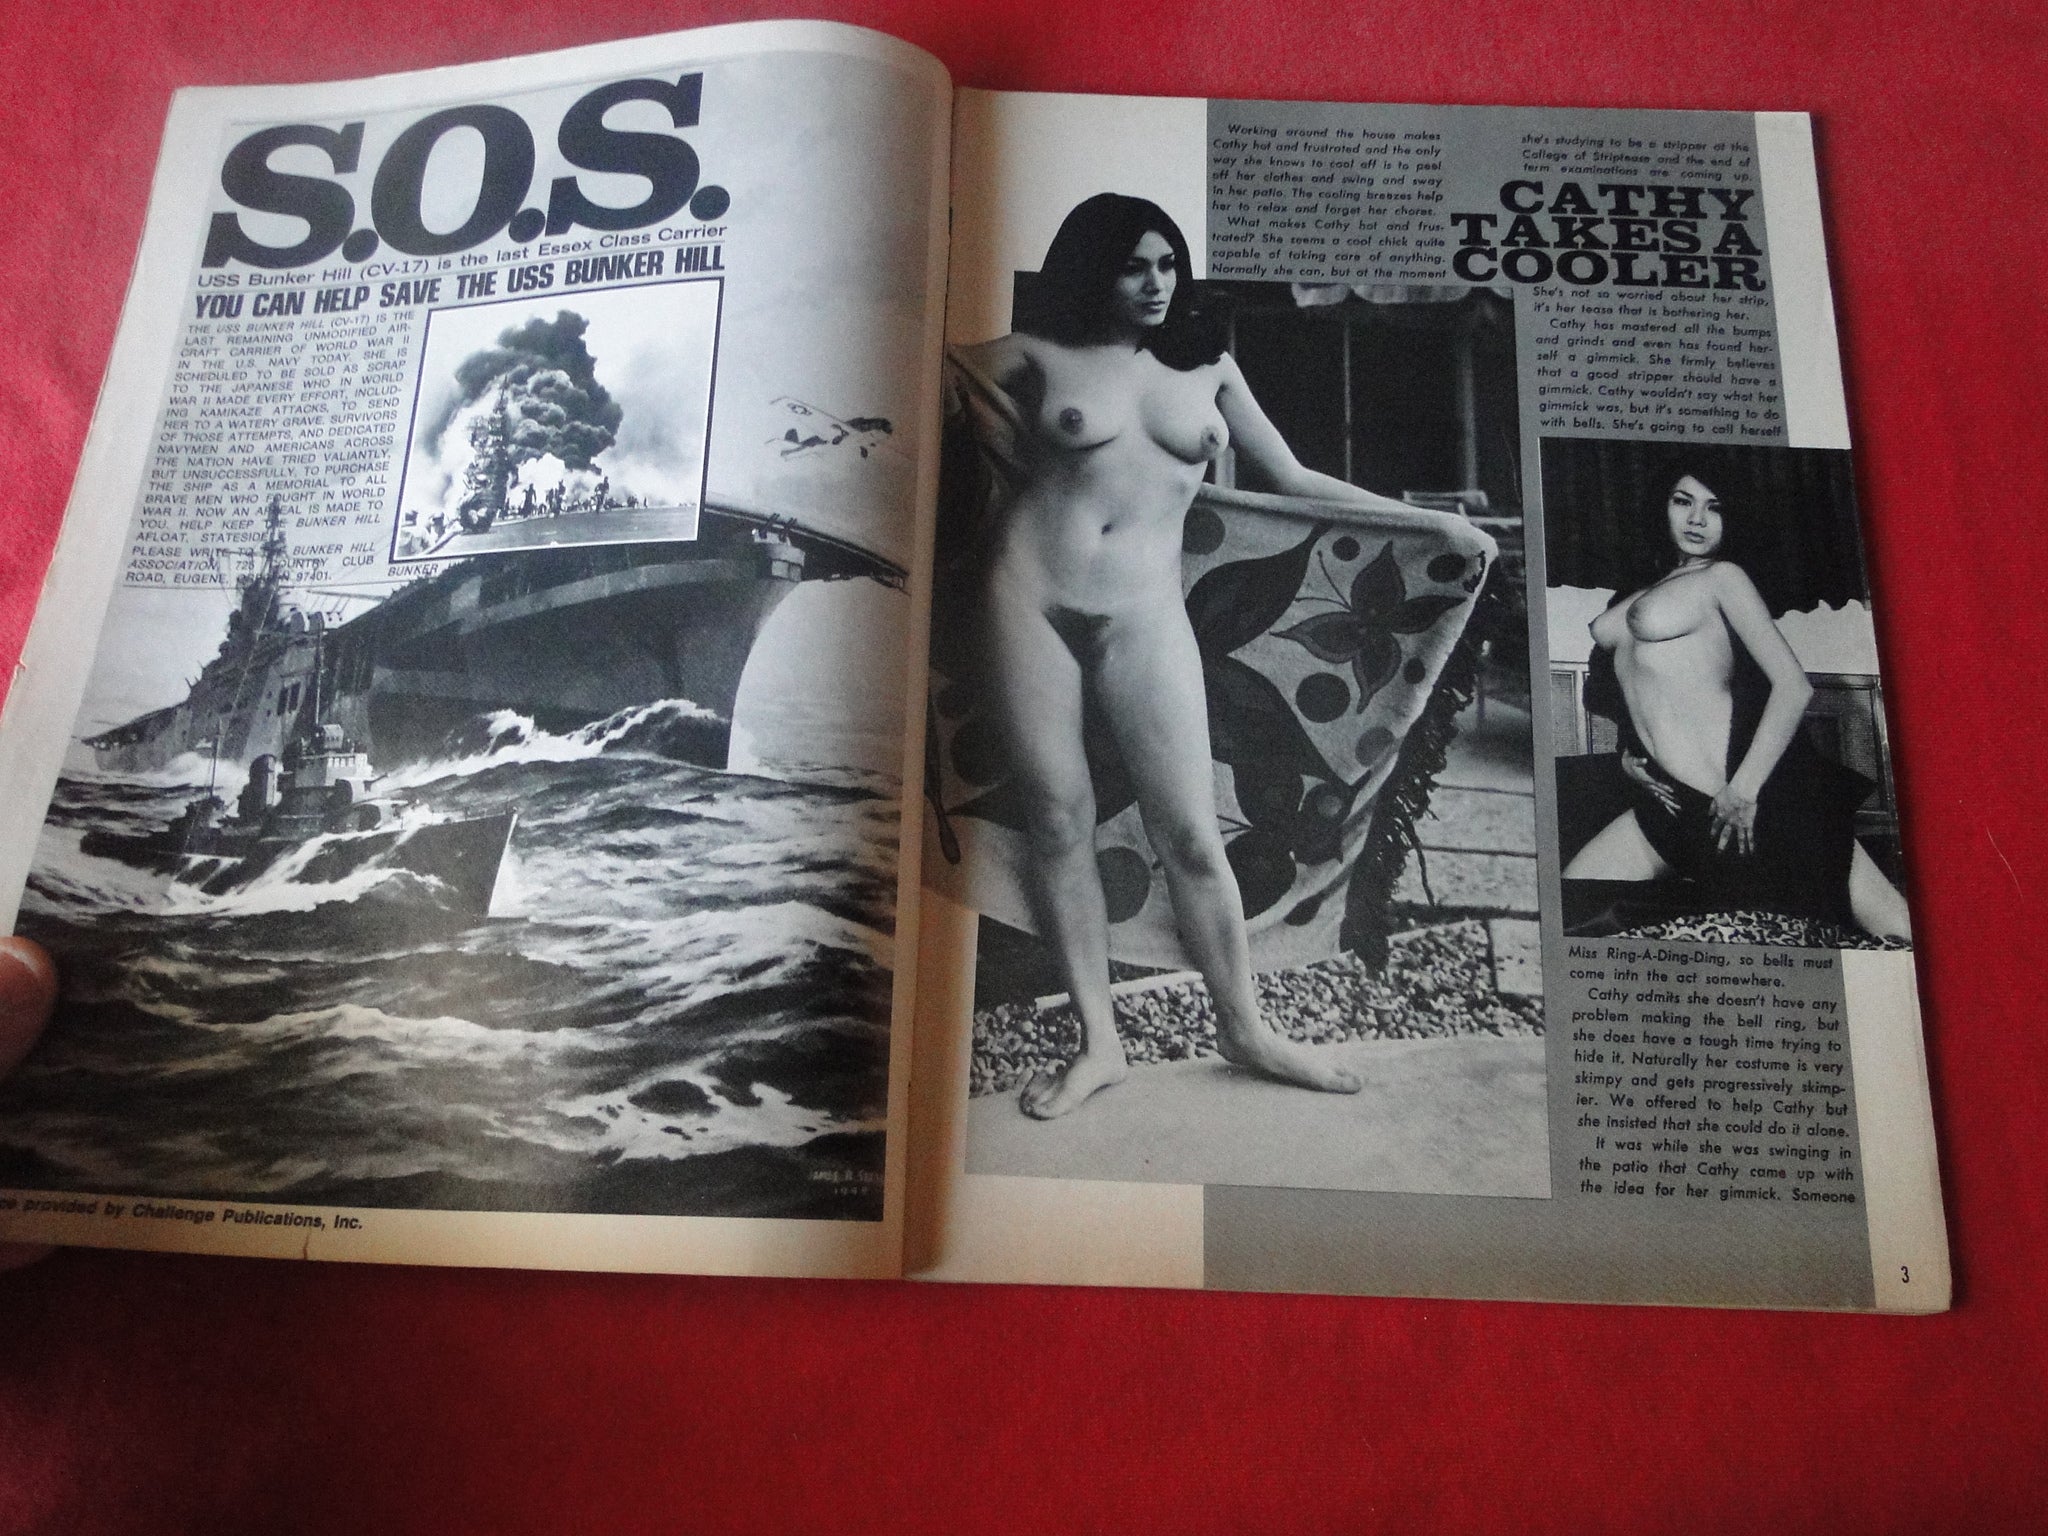 S.O.S.
USS Bunker Hill (CV-17) is the last Essex Class Carrier
YOU CAN HELP SAVE THE USS BUNKER HILL
THE USS BUNKER HILL (CV-17) IS THE
LAST REMAINING UNMODIFIED AIR-
CRAFT CARRIER OF WORLD WAR II
IN THE U.S. NAVY TODAY. SHE IS
SCHEDULED TO BE SOLD AS SCRAP
TO THE JAPANESE WHO IN WORLD
WAR II MADE EVERY EFFORT, INCLUD-
ING KAMIKAZE ATTACKS, TO SEND
HER TO A WATERY GRAVE. SURVIVORS
OF THOSE ATTEMPTS, AND DEDICATED
NAVYMEN AND AMERICANS ACROSS
THE NATION HAVE TRIED VALIANTLY,
BUT UNSUCCESSFULLY, TO PURCHASE
THE SHIP AS A MEMORIAL TO ALL
BRAVE MEN WHO FOUGHT IN WORLD
WAR II. NOW AN APPEAL IS MADE TO
YOU. HELP KEEP THE BUNKER HILL
AFLOAT, STATESIDE
PLEASE WRITE TO BUNKER HILL
ASSOCIATION, 725 COUNTRY CLUB
ROAD, EUGENE, OREGON 97401.
BUNKER
provided by Challenge Publications, Inc.
Working around the house makes
Cathy hot and frustrated and the only
way she knows to cool off is to peel
off her clothes and swing and sway
in her patio. The cooling breezes help
her to relax and forget her chores.
What makes Cathy hot and frus-
trated? She seems a cool chick quite
capable of taking care of anything.
Normally she can, but at the moment
she's studying to be a stripper at the
College of Striptease and the end of
term examinations are coming up.
CATHY
TAKES A
COOLER
She's not so worried about her strip,
it's her tease that is bothering her.
Cathy has mastered all the bumps
and grinds and even has found her-
self a gimmick. She firmly believes
that a good stripper should have a
gimmick. Cathy wouldn't say what her
gimmick was, but it's something to do
with bells. She's going to call herself
Miss Ring-A-Ding-Ding, so bells must
come intn the act somewhere.
Cathy admits she doesn't have any
problem making the bell ring, but
she does have a tough time trying to
hide it. Naturally her costume is very
skimpy and gets progressively skimp-
ier. We offered to help Cathy but
she insisted that she could do it alone.
It was while she was swinging in
the patio that Cathy came up with
the idea for her gimmick. Someone
3